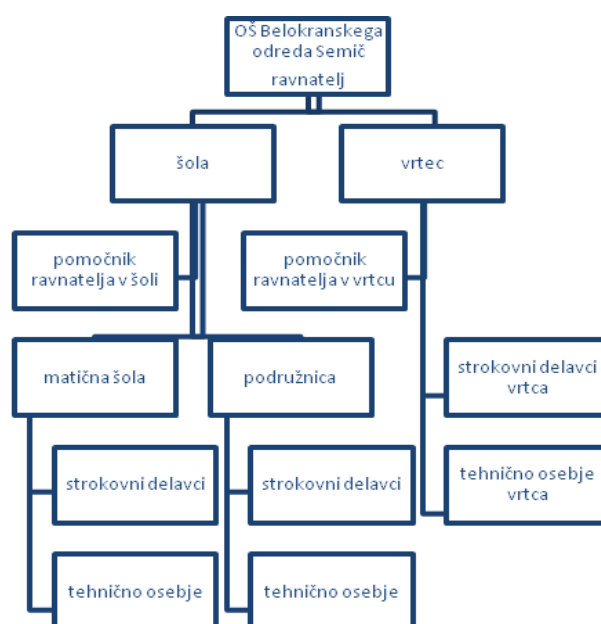 OŠ Belokranskega
odreda Semič
ravnatelj
šola
vrtec
pomočnik
ravnatelja v šoli
pomočnik
ravnatelja v vrtcu
matična šola
podružnica
strokovni delavci
vrtca
strokovni delavci
strokovni delavci
tehnično osebje
vrtca
tehnično osebje
tehnično osebje